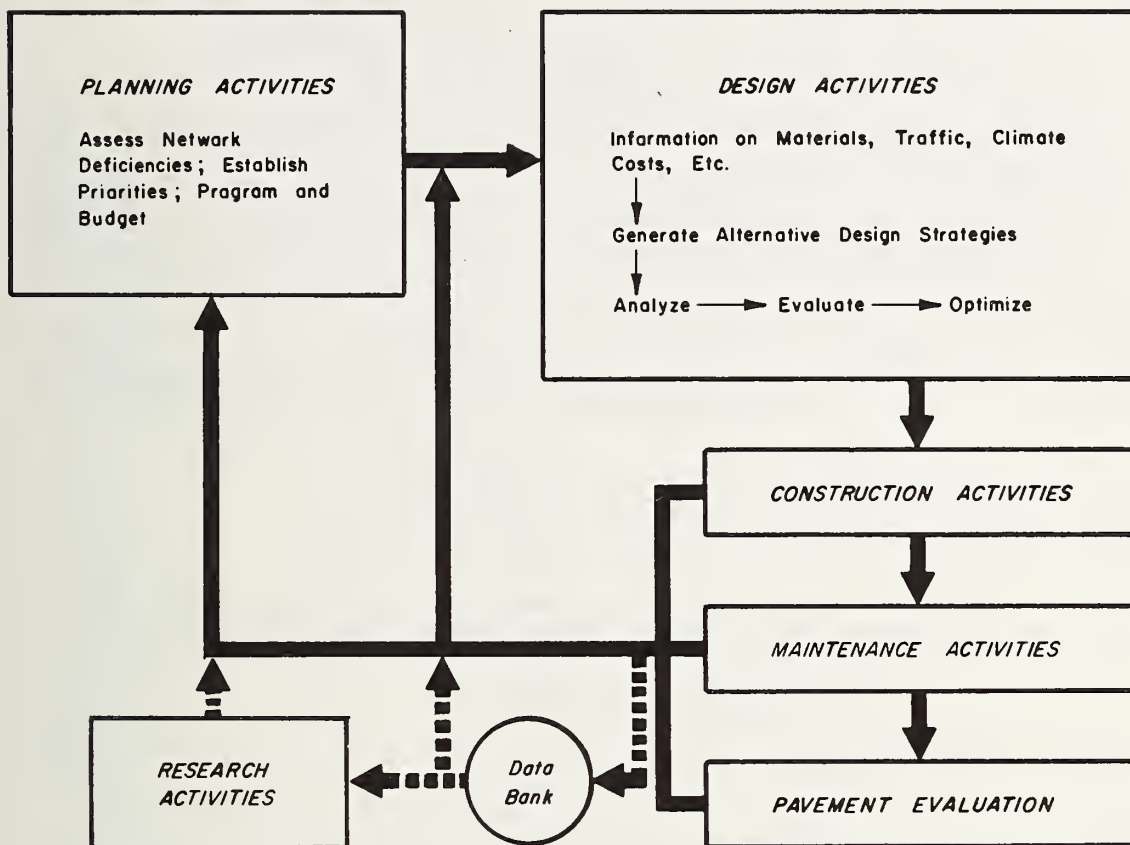 PLANNING ACTIVITIES
Assess Network
Deficiencies; Establish
Priorities; Pragram and
Budget
DESIGN ACTIVITIES
Information on Materials, Traffic, Climate
Costs, Etc.
Generate Alternative Design Strategies
Analyze Evaluate Optimize
CONSTRUCTION ACTIVITIES
MAINTENANCE ACTIVITIES
PAVEMENT EVALUATION
RESEARCH
ACTIVITIES
Data
Bank